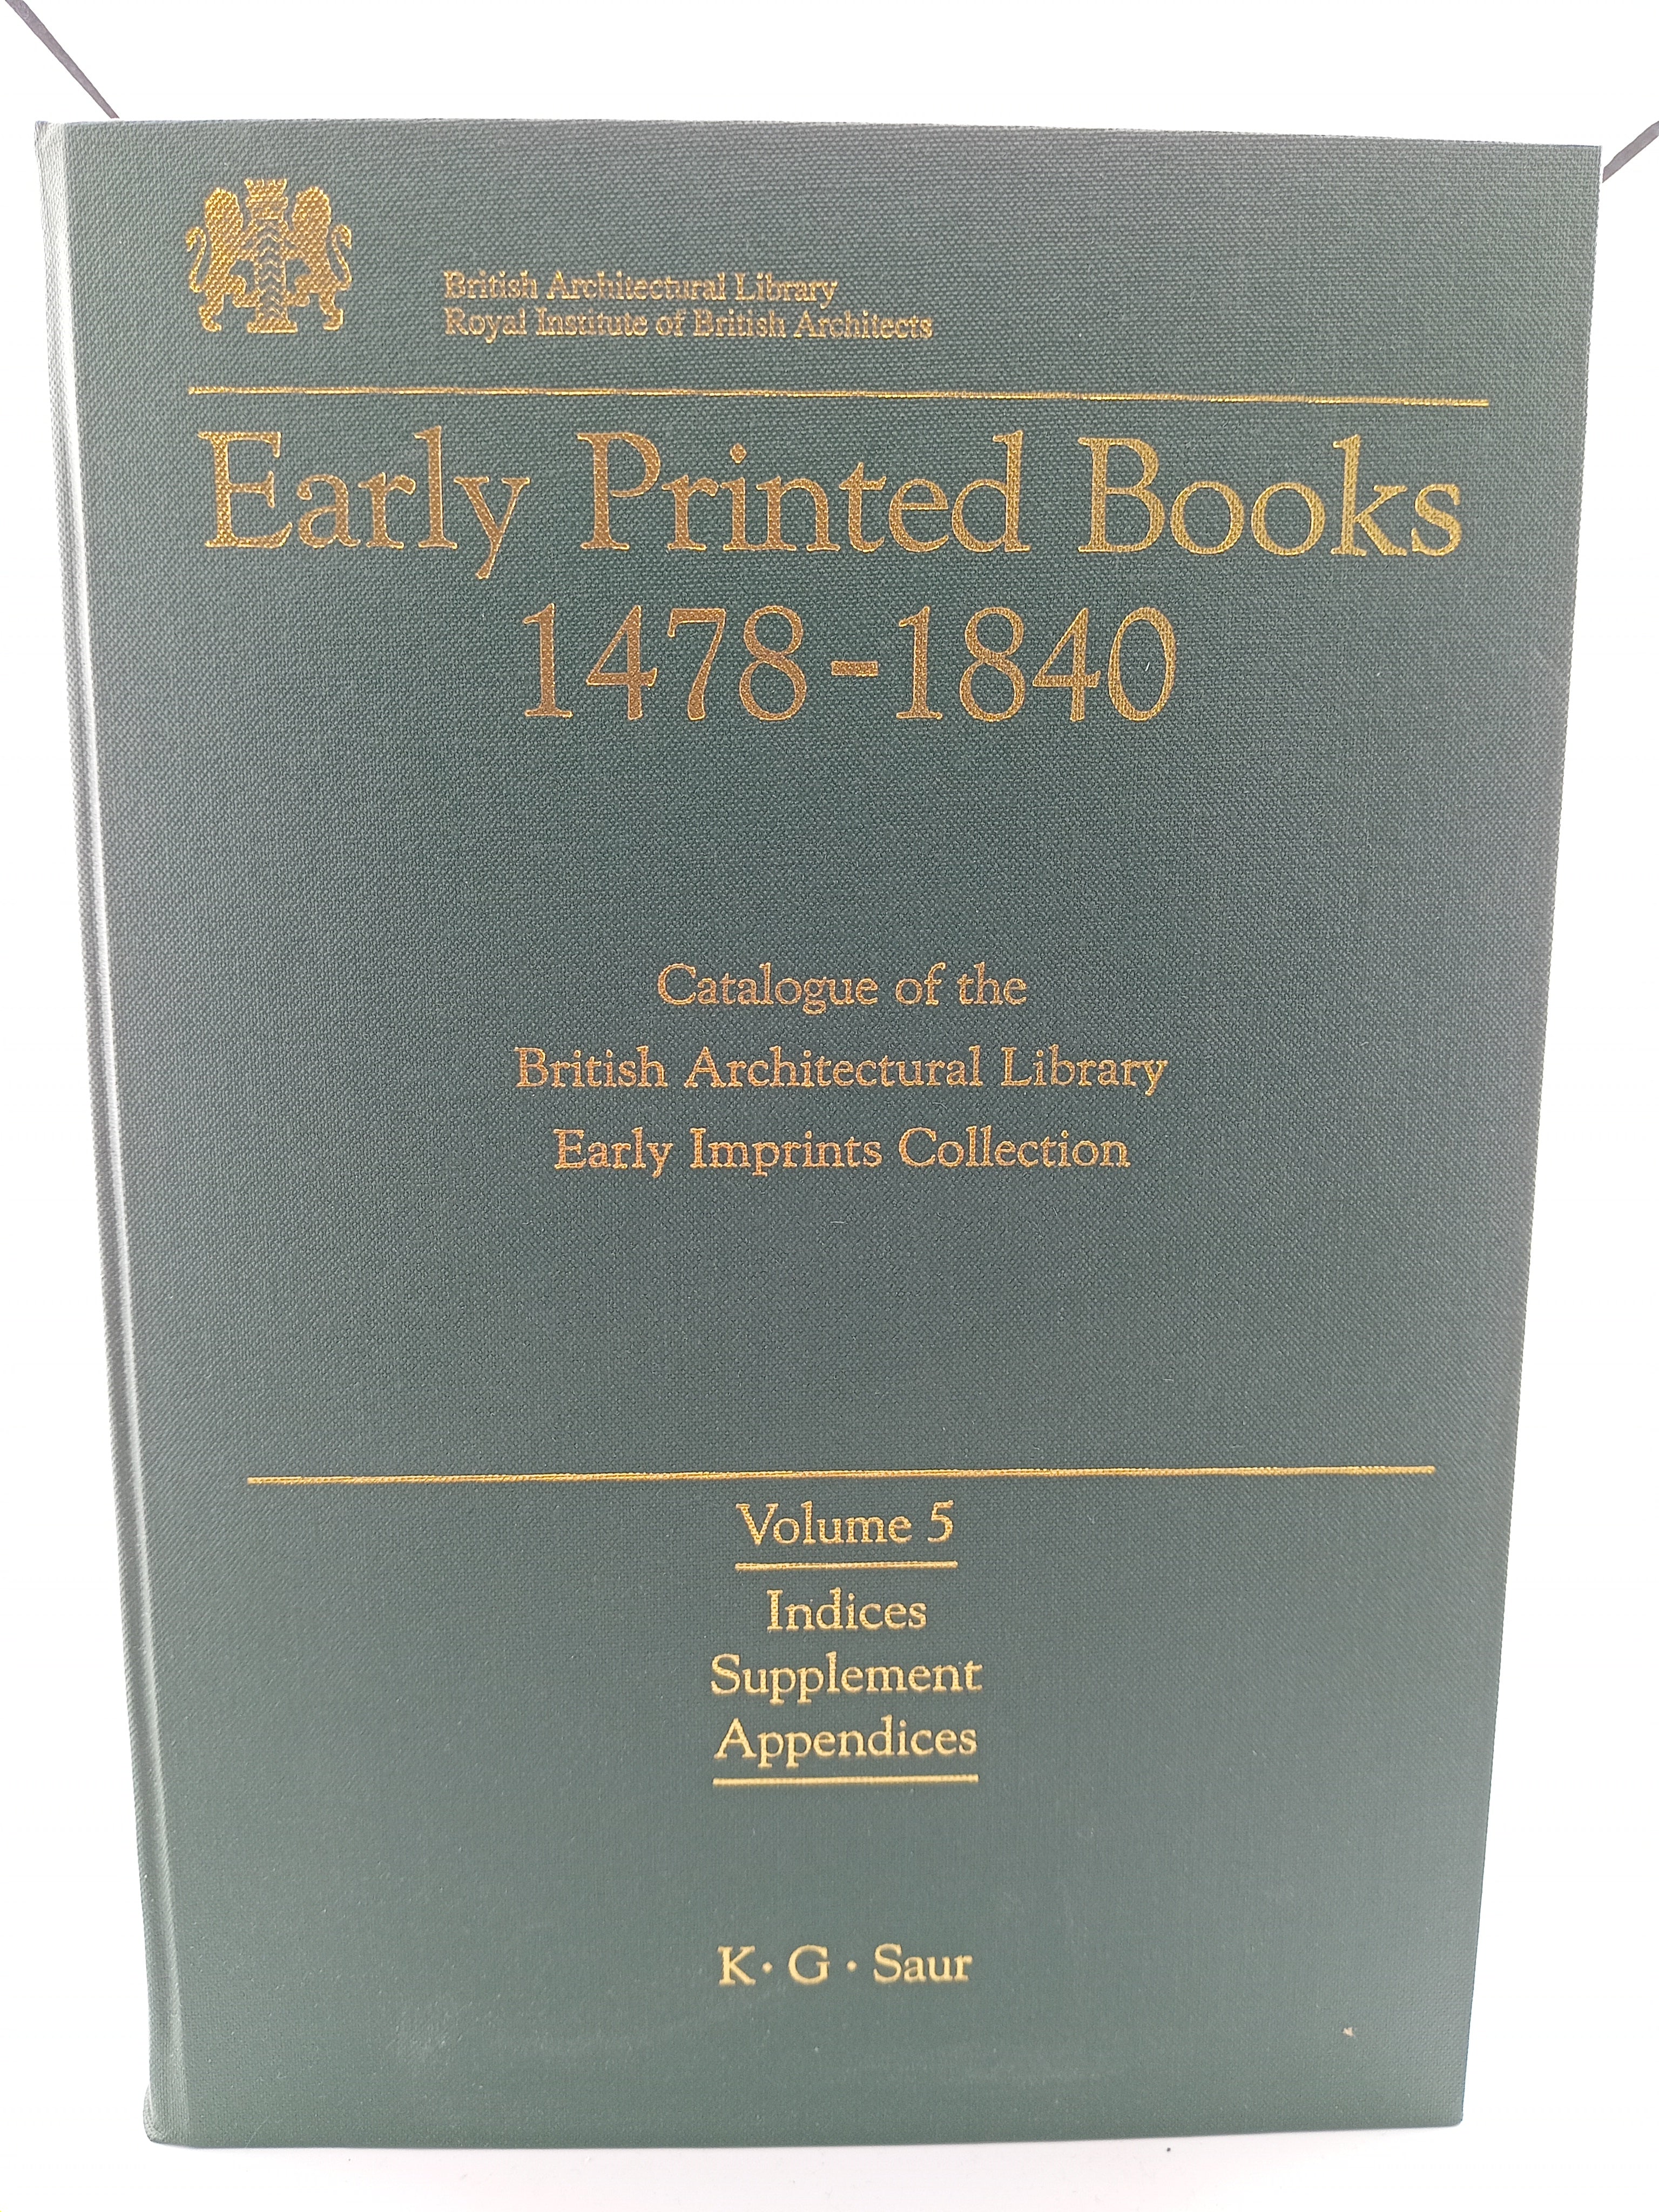 British Architectural Library
Royal Institute of British Architects
Early Printed Books
1478-1840
Catalogue of the
British Architectural Library
Early Imprints Collection
Volume 5
Indices
Supplement
Appendices
K·G·Saur